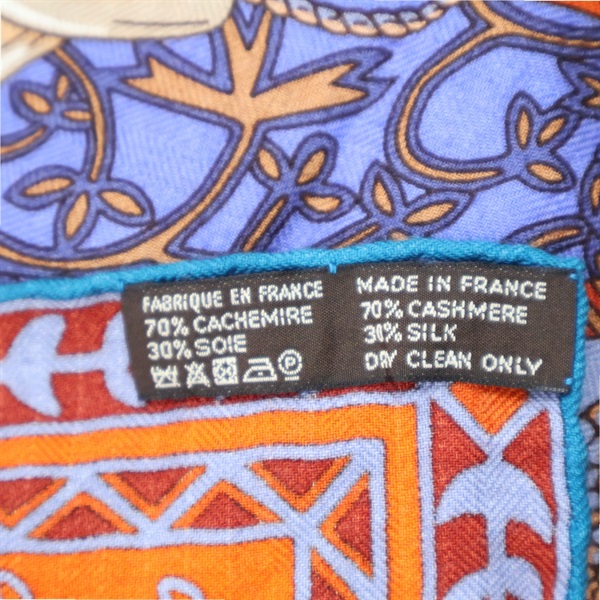 FABRIQUE EN FRANCE
70% CACHEMIRE
30% SOIE
P
MADE IN FRANCE
70% CASHMERE
30% SILK
DRY CLEAN ONLY